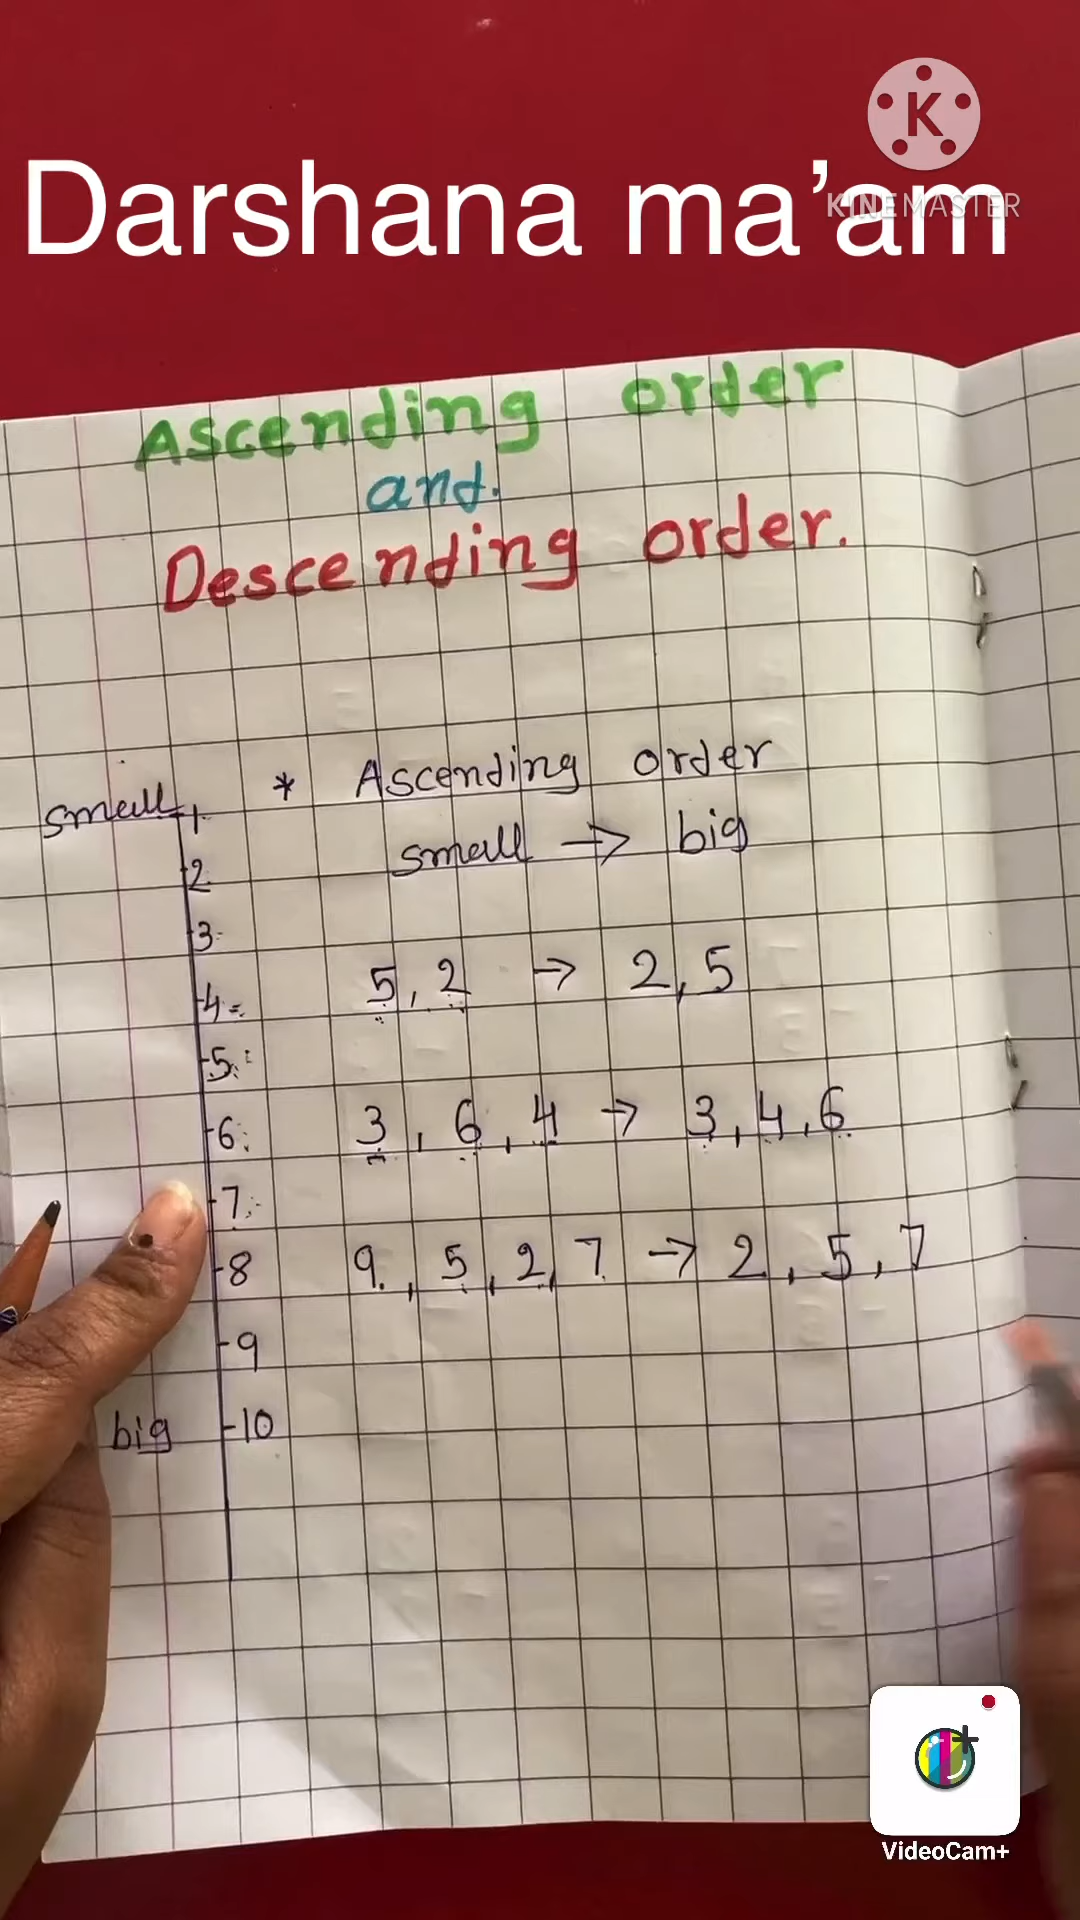 KINEMASTER
Darshana ma’am
Ascending order
and.
Descending order.
* Ascending order
small → big
small 1
2
3
4
5
6
7
8
9
big 10
5, 2 → 2, 5
3, 6, 4 → 3, 4, 6
9, 5, 2, 7 → 2, 5, 7
VideoCam+